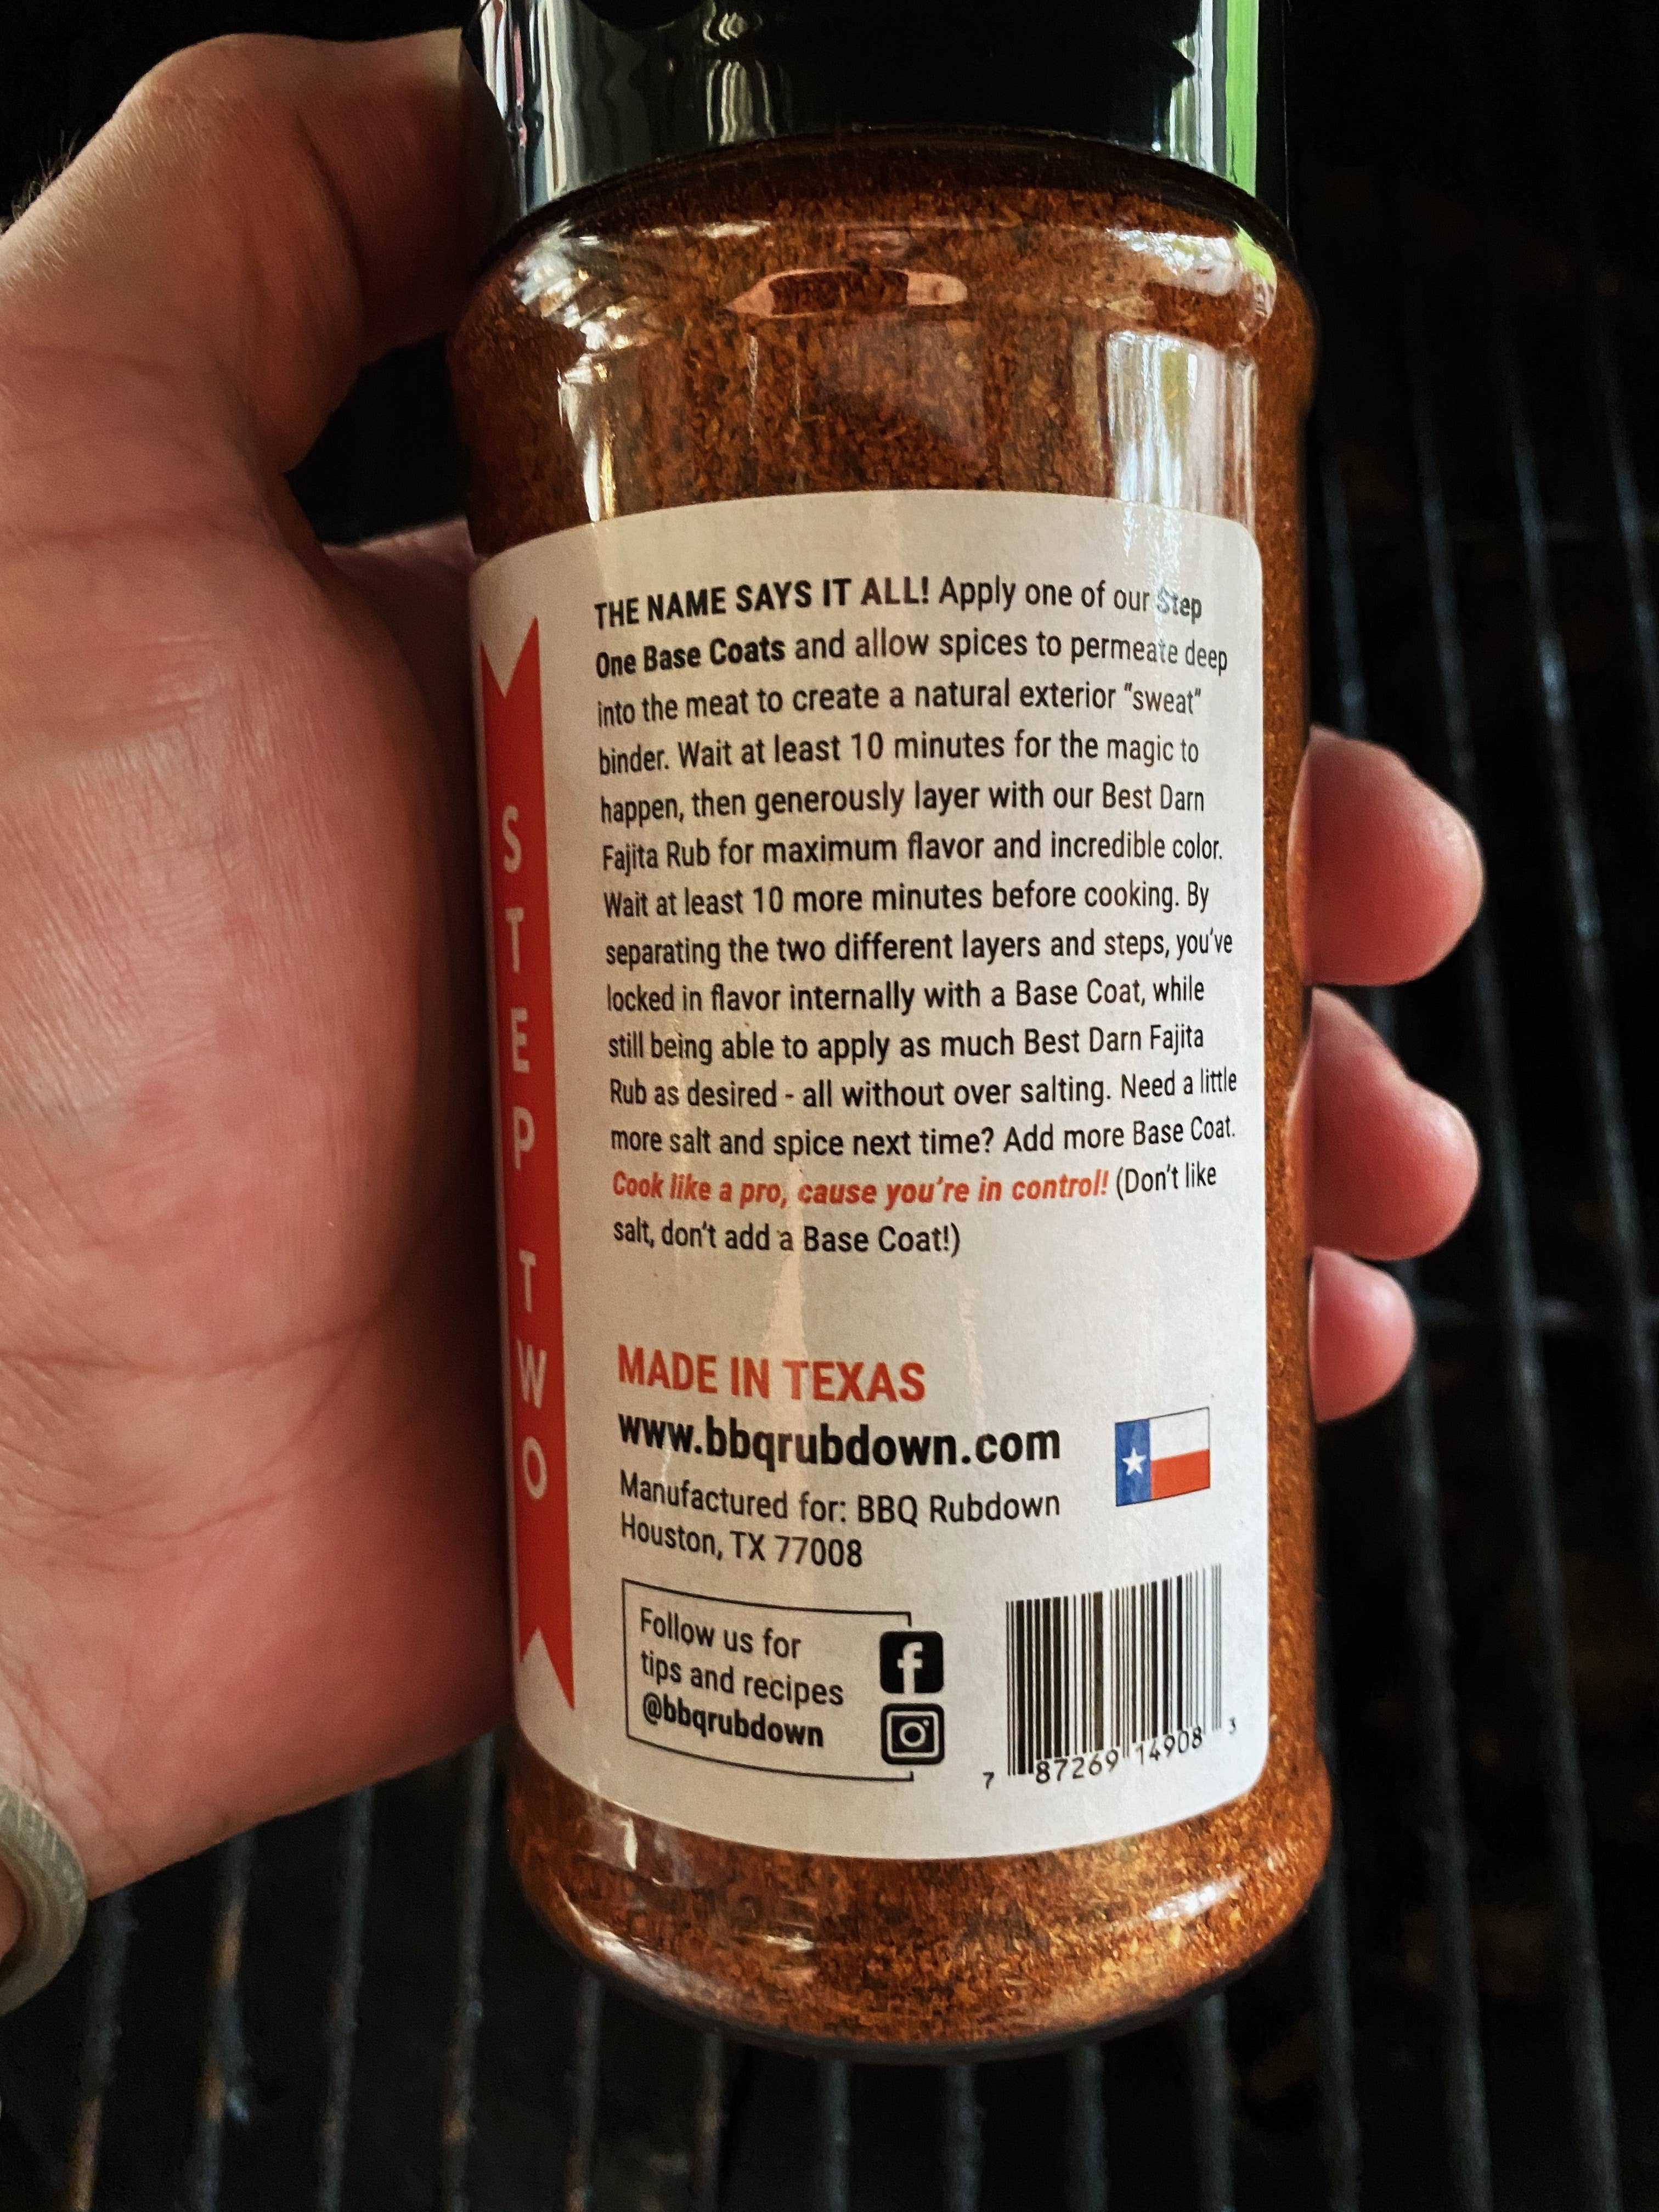 THE NAME SAYS IT ALL! Apply one of our Step
One Base Coats and allow spices to permeate deep
into the meat to create a natural exterior "sweat"
binder. Wait at least 10 minutes for the magic to
happen, then generously layer with our Best Darn
Fajita Rub for maximum flavor and incredible color.
Wait at least 10 more minutes before cooking. By
separating the two different layers and steps, you've
locked in flavor internally with a Base Coat, while
still being able to apply as much Best Darn Fajita
Rub as desired - all without over salting. Need a little
more salt and spice next time? Add more Base Coat.
Cook like a pro, cause you're in control! (Don't like
salt, don't add a Base Coat!)
STEP TWO
MADE IN TEXAS
www.bbqrubdown.com
Manufactured for: BBQ Rubdown
Houston, TX 77008
Follow us for
tips and recipes
@bbqrubdown
7 87269 14908 3